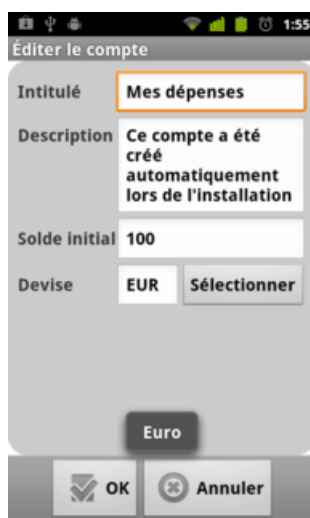 1:55
Éditer le compte
Intitulé Mes dépenses
Description Ce compte a été
créé
automatiquement
lors de l'installation
Solde initial 100
Devise EUR Sélectionner
Euro
OK Annuler